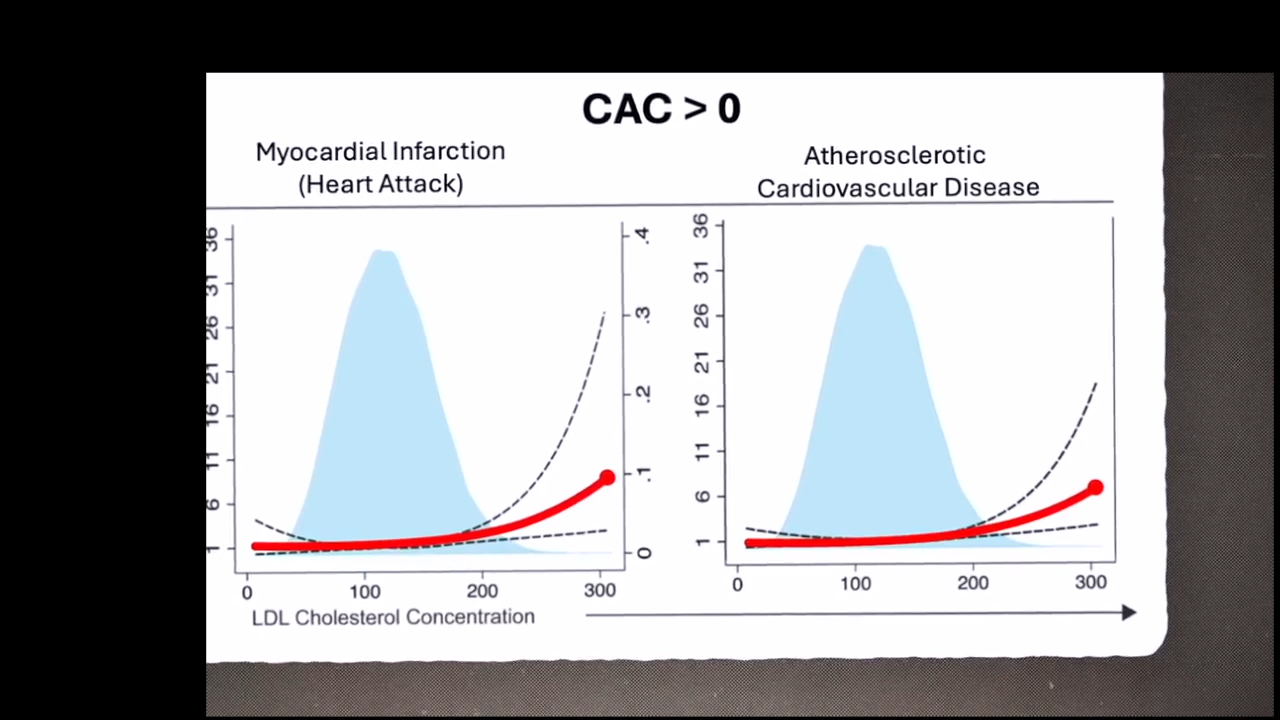 CAC > 0
Myocardial Infarction
(Heart Attack)
Atherosclerotic
Cardiovascular Disease
36
31
26
21
16
11
6
1
.4
.3
.2
.1
0
36
31
26
21
16
11
6
1
0 100 200 300
0 100 200 300
LDL Cholesterol Concentration